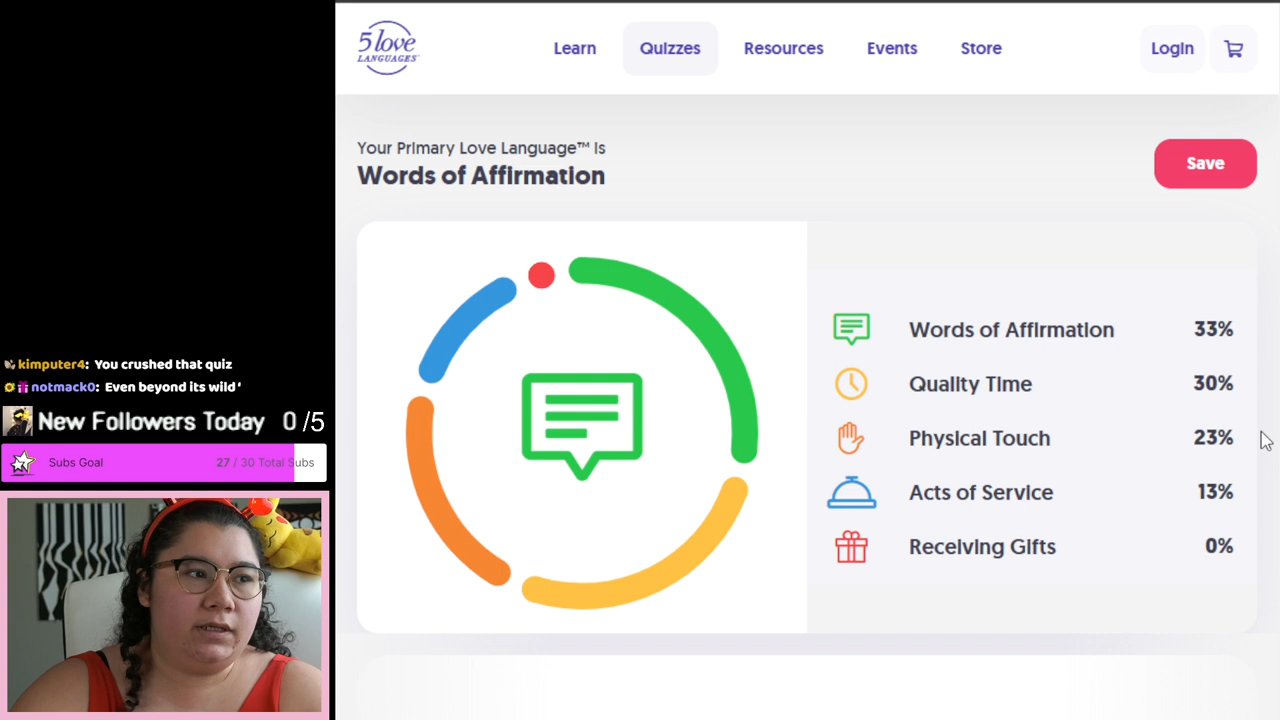 5 love
LANGUAGES
Learn
Quizzes
Resources
Events
Store
Login
Your Primary Love Language™ Is
Words of Affirmation
Save
Words of Affirmation 33%
Quality Time 30%
Physical Touch 23%
Acts of Service 13%
Receiving Gifts 0%
kimputer4: You crushed that quiz
notmack0: Even beyond its wild '
New Followers Today 0 /5
Subs Goal 27 / 30 Total Subs